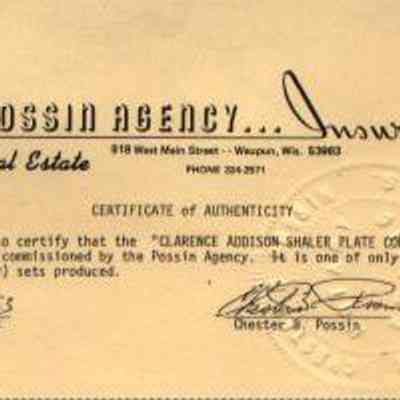 OSSIN AGENCY... Insur
al Estate
918 West Main Street -- Waupun, Wis. 53963
PHONE 324-2571
CERTIFICATE of AUTHENTICITY
o certify that the "CLARENCE ADDISON SHALER PLATE CO
commissioned by the Possin Agency. It is one of only
) sets produced.
Chester B. Possin